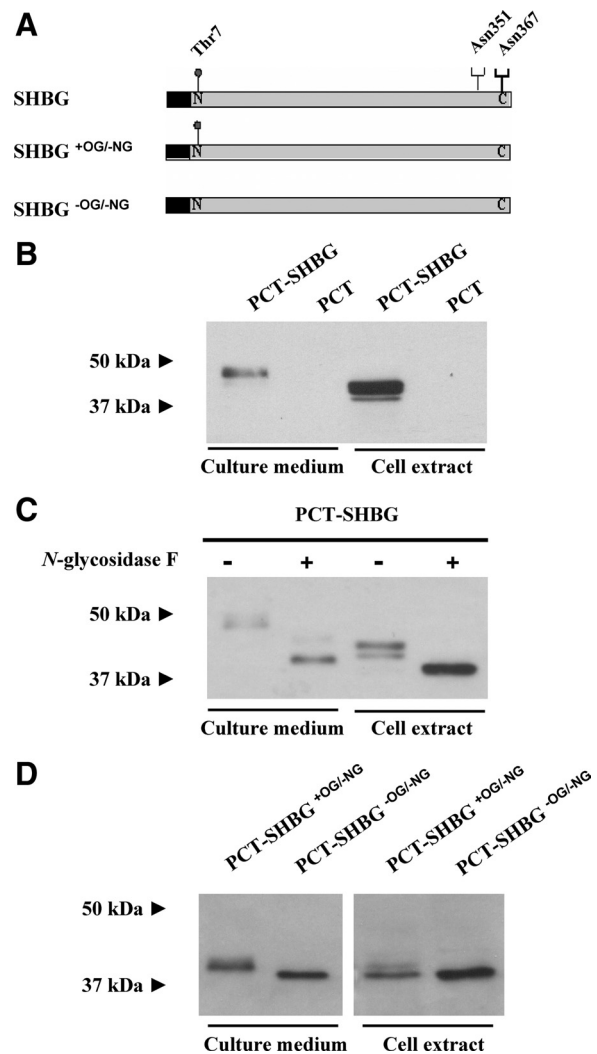 A
Thr7
Asn351
Asn367
SHBG
N
C
SHBG +OG/-NG
N
C
SHBG -OG/-NG
N
C
B
PCT-SHBG
PCT
PCT-SHBG
PCT
50 kDa ►
37 kDa ►
Culture medium
Cell extract
C
PCT-SHBG
N-glycosidase F - + - +
50 kDa ►
37 kDa ►
Culture medium
Cell extract
D
PCT-SHBG +OG/-NG
PCT-SHBG -OG/-NG
PCT-SHBG +OG/-NG
PCT-SHBG -OG/-NG
50 kDa ►
37 kDa ►
Culture medium
Cell extract